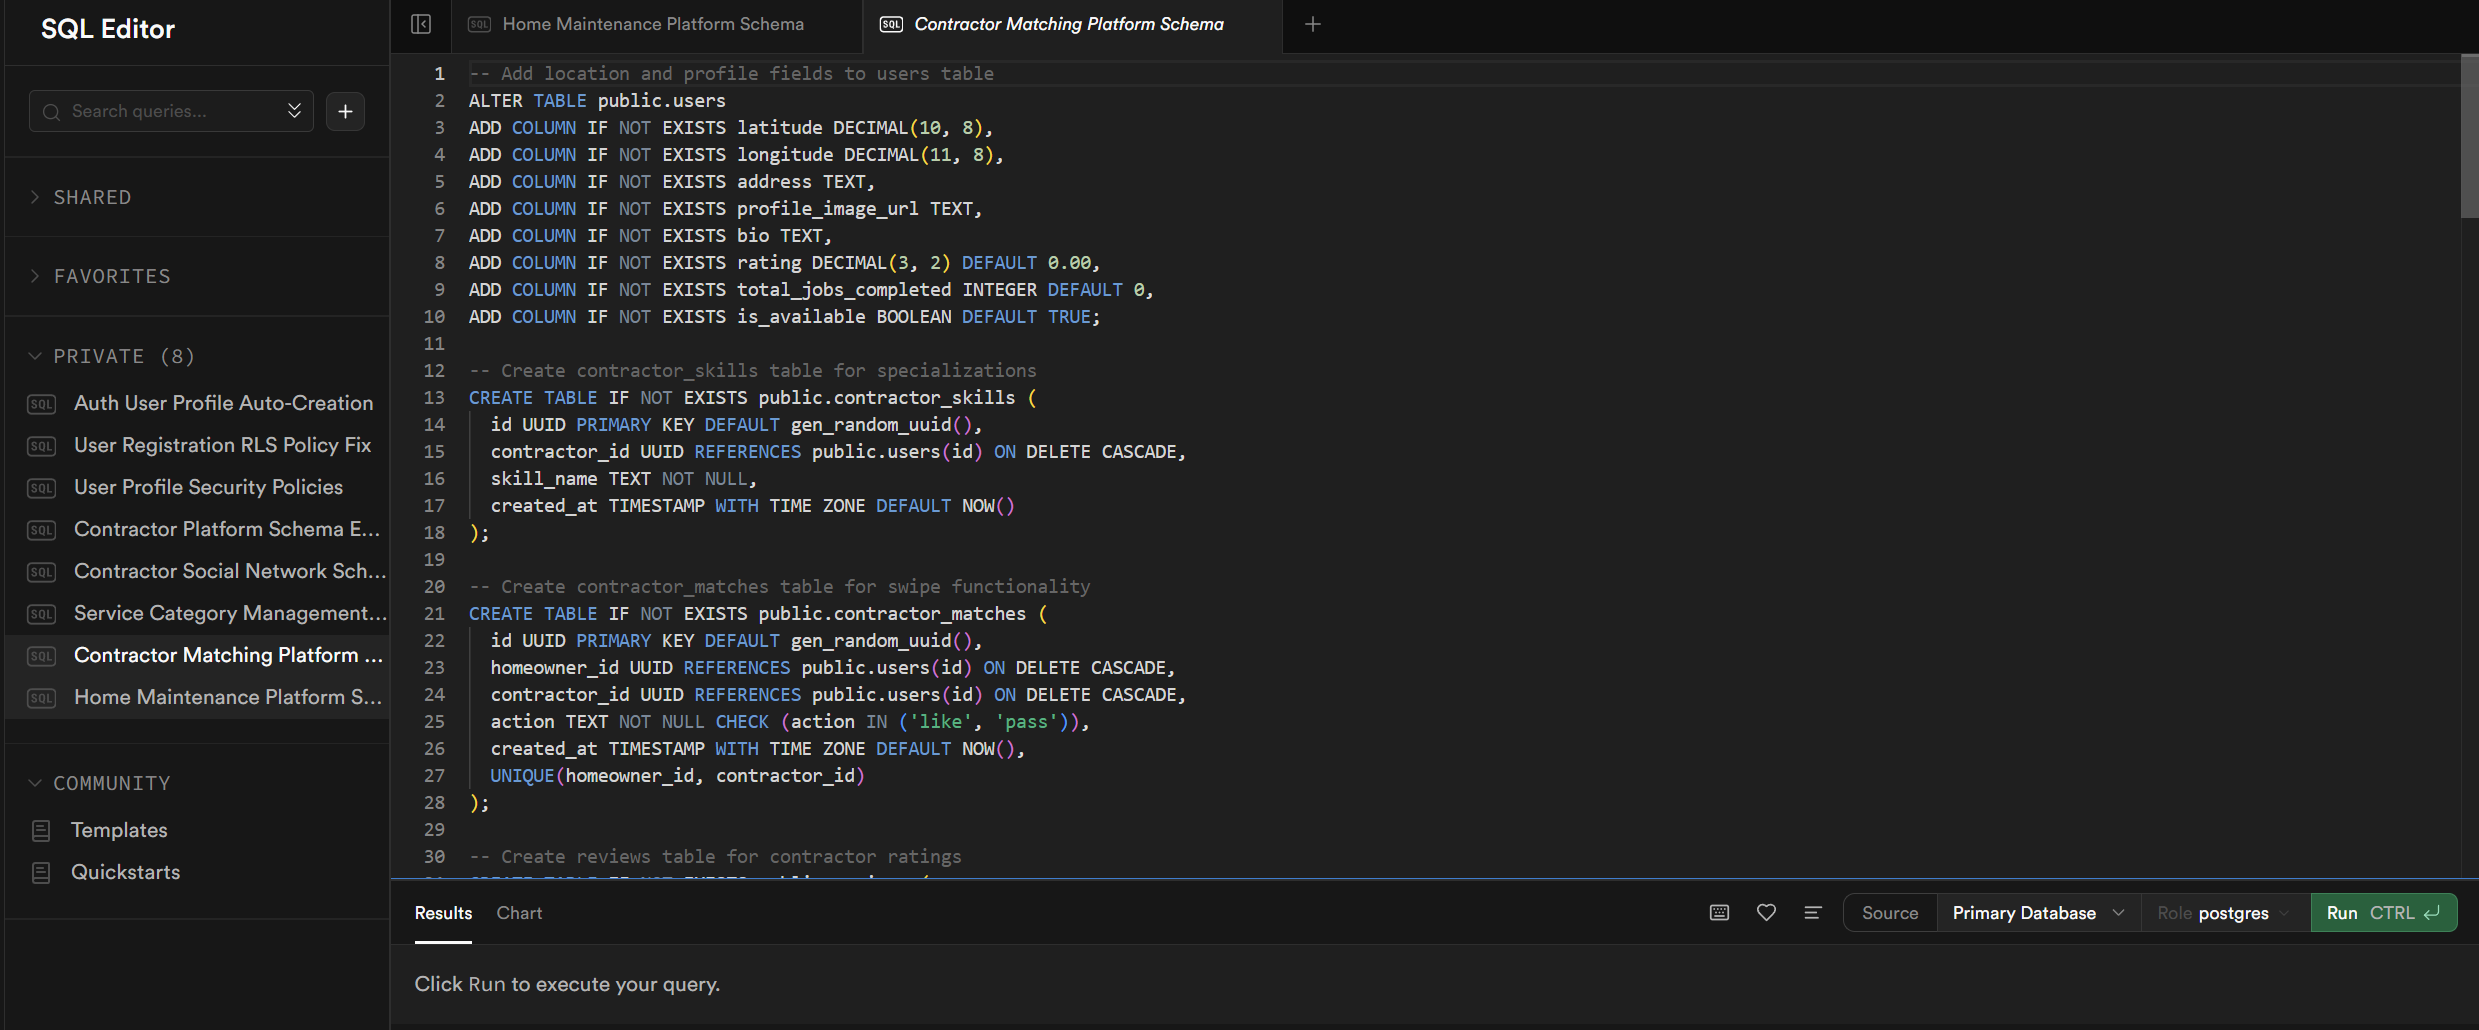 SQL Editor
Search queries...
SHARED
FAVORITES
PRIVATE (8)
SQL Auth User Profile Auto-Creation
SQL User Registration RLS Policy Fix
SQL User Profile Security Policies
SQL Contractor Platform Schema E...
SQL Contractor Social Network Sch...
SQL Service Category Management...
SQL Contractor Matching Platform ...
SQL Home Maintenance Platform S...
COMMUNITY
Templates
Quickstarts
SQL Home Maintenance Platform Schema
SQL Contractor Matching Platform Schema
1 -- Add location and profile fields to users table
2 ALTER TABLE public.users
3 ADD COLUMN IF NOT EXISTS latitude DECIMAL(10, 8),
4 ADD COLUMN IF NOT EXISTS longitude DECIMAL(11, 8),
5 ADD COLUMN IF NOT EXISTS address TEXT,
6 ADD COLUMN IF NOT EXISTS profile_image_url TEXT,
7 ADD COLUMN IF NOT EXISTS bio TEXT,
8 ADD COLUMN IF NOT EXISTS rating DECIMAL(3, 2) DEFAULT 0.00,
9 ADD COLUMN IF NOT EXISTS total_jobs_completed INTEGER DEFAULT 0,
10 ADD COLUMN IF NOT EXISTS is_available BOOLEAN DEFAULT TRUE;
11
12 -- Create contractor_skills table for specializations
13 CREATE TABLE IF NOT EXISTS public.contractor_skills (
14 id UUID PRIMARY KEY DEFAULT gen_random_uuid(),
15 contractor_id UUID REFERENCES public.users(id) ON DELETE CASCADE,
16 skill_name TEXT NOT NULL,
17 created_at TIMESTAMP WITH TIME ZONE DEFAULT NOW()
18 );
19
20 -- Create contractor_matches table for swipe functionality
21 CREATE TABLE IF NOT EXISTS public.contractor_matches (
22 id UUID PRIMARY KEY DEFAULT gen_random_uuid(),
23 homeowner_id UUID REFERENCES public.users(id) ON DELETE CASCADE,
24 contractor_id UUID REFERENCES public.users(id) ON DELETE CASCADE,
25 action TEXT NOT NULL CHECK (action IN ('like', 'pass')),
26 created_at TIMESTAMP WITH TIME ZONE DEFAULT NOW(),
27 UNIQUE(homeowner_id, contractor_id)
28 );
29
30 -- Create reviews table for contractor ratings
Results Chart
Source Primary Database Role postgres Run CTRL
Click Run to execute your query.